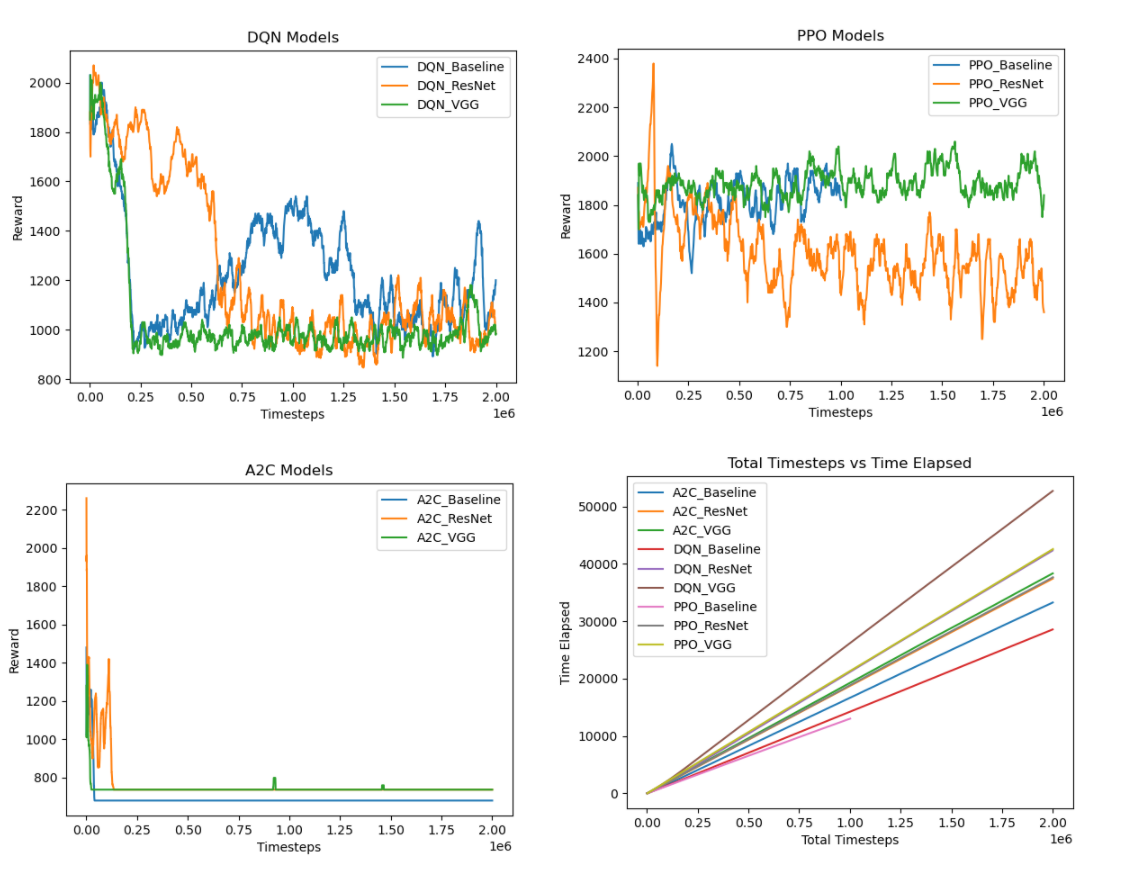 DQN Models
DQN_Baseline
DQN_ResNet
DQN_VGG
Reward
2000
1800
1600
1400
1200
1000
800
0.00 0.25 0.50 0.75 1.00 1.25 1.50 1.75 2.00
1e6
Timesteps
PPO Models
PPO_Baseline
PPO_ResNet
PPO_VGG
Reward
2400
2200
2000
1800
1600
1400
1200
0.00 0.25 0.50 0.75 1.00 1.25 1.50 1.75 2.00
1e6
Timesteps
A2C Models
A2C_Baseline
A2C_ResNet
A2C_VGG
Reward
2200
2000
1800
1600
1400
1200
1000
800
0.00 0.25 0.50 0.75 1.00 1.25 1.50 1.75 2.00
1e6
Timesteps
Total Timesteps vs Time Elapsed
A2C_Baseline
A2C_ResNet
A2C_VGG
DQN_Baseline
DQN_ResNet
DQN_VGG
PPO_Baseline
PPO_ResNet
PPO_VGG
Time Elapsed
50000
40000
30000
20000
10000
0
0.00 0.25 0.50 0.75 1.00 1.25 1.50 1.75 2.00
1e6
Total Timesteps